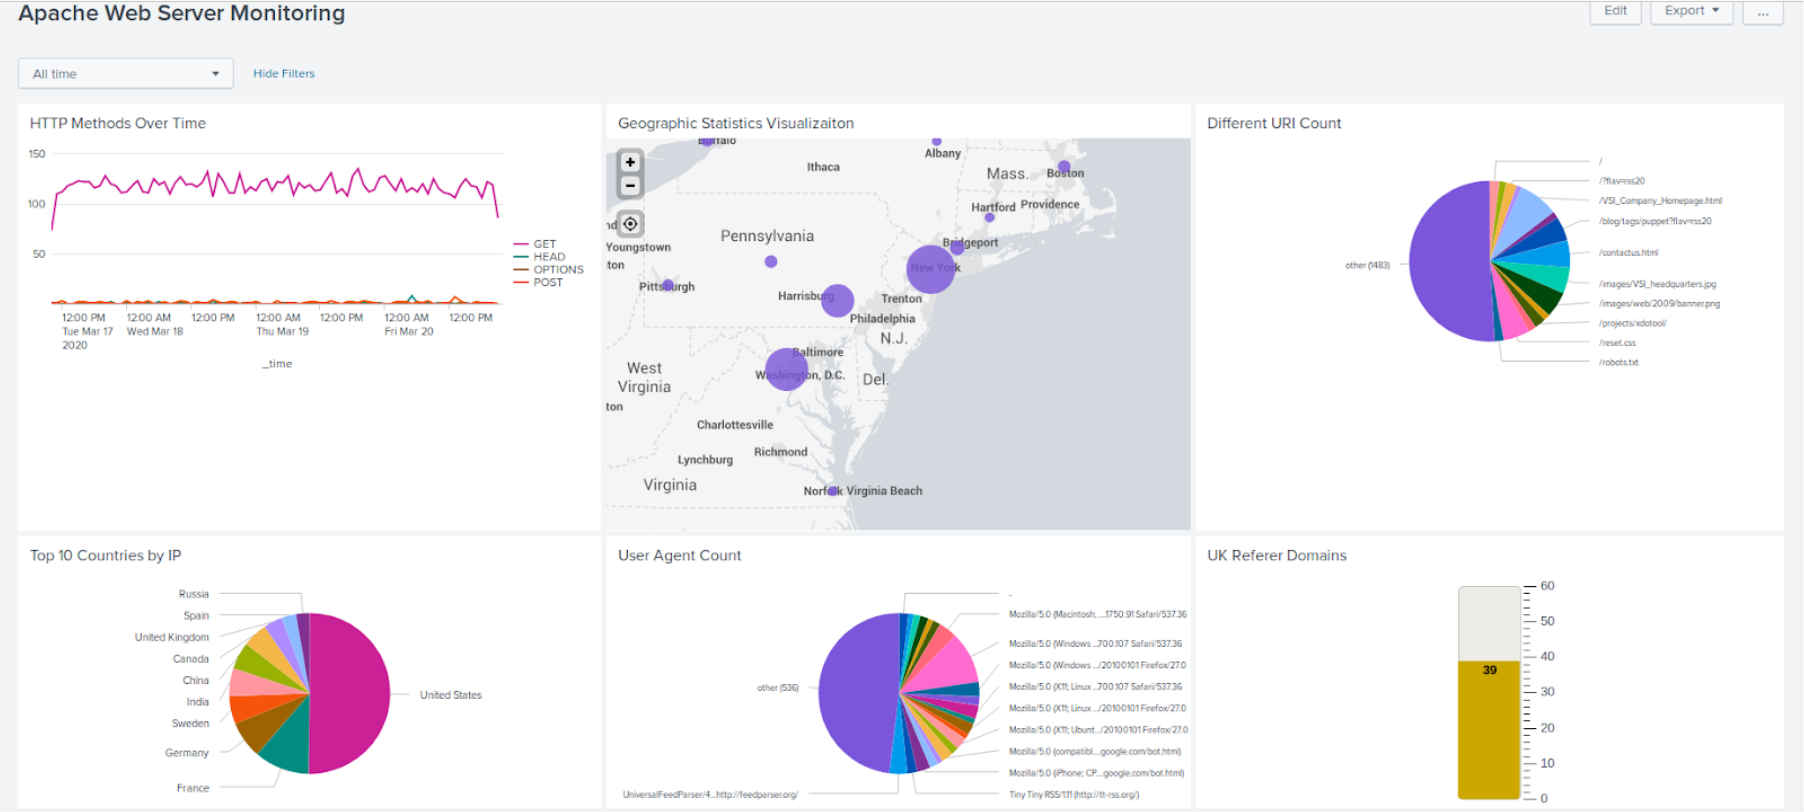 Apache Web Server Monitoring
Edit
Export
...
All time
Hide Filters
HTTP Methods Over Time
150
100
50
GET
HEAD
OPTIONS
POST
12:00 PM
Tue Mar 17
2020
12:00 AM
Wed Mar 18
12:00 PM
12:00 AM
Thu Mar 19
12:00 PM
12:00 AM
Fri Mar 20
12:00 PM
_time
Geographic Statistics Visualizaiton
+
−
Buffalo
Albany
Ithaca
Mass.
Boston
Hartford
Providence
Pennsylvania
nd
Youngstown
ton
Bridgeport
New York
Pittsburgh
Harrisburg
Trenton
Philadelphia
N.J.
Baltimore
West
Virginia
Washington, D.C.
Del.
ton
Charlottesville
Richmond
Lynchburg
Virginia
Norfolk
Virginia Beach
Different URI Count
/
/?flav=rss20
/VSI_Company_Homepage.html
/blog/tags/puppet?flav=rss20
/contactus.html
other (1483)
/images/VSI_headquarters.jpg
/images/web/2009/banner.png
/projects/xdotool/
/reset.css
/robots.txt
Top 10 Countries by IP
Russia
Spain
United Kingdom
Canada
China
India
Sweden
Germany
France
United States
User Agent Count
-
Mozilla/5.0 (Macintosh; ...1750.91 Safari/537.36
Mozilla/5.0 (Windows ...700.107 Safari/537.36
Mozilla/5.0 (Windows .../20100101 Firefox/27.0
Mozilla/5.0 (X11; Linux ...700.107 Safari/537.36
other (536)
Mozilla/5.0 (X11; Linux .../20100101 Firefox/27.0
Mozilla/5.0 (X11; Ubunt.../20100101 Firefox/27.0
Mozilla/5.0 (compatibl...google.com/bot.html)
Mozilla/5.0 (iPhone; CP...google.com/bot.html)
UniversalFeedParser/4...http://feedparser.org/
Tiny Tiny RSS/1.11 (http://tt-rss.org/)
UK Referer Domains
60
50
40
39
30
20
10
0